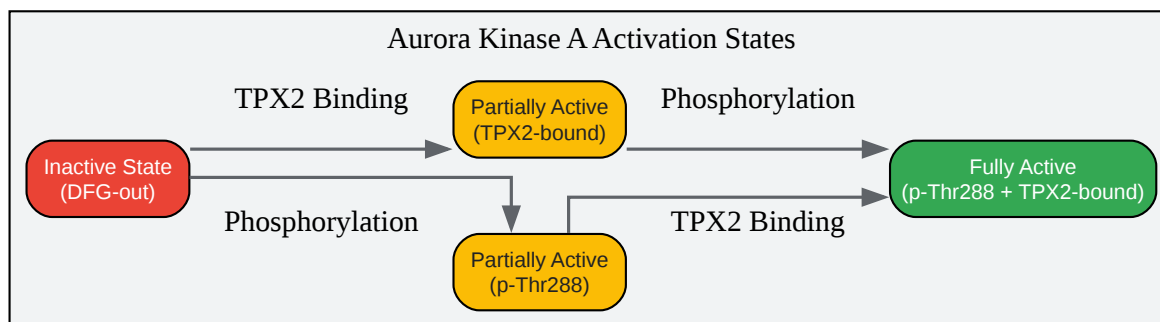 Aurora Kinase A Activation States
TPX2 Binding
Partially Active
(TPX2-bound)
Phosphorylation
Inactive State
(DFG-out)
Fully Active
(p-Thr288 + TPX2-bound)
Phosphorylation
TPX2 Binding
Partially Active
(p-Thr288)